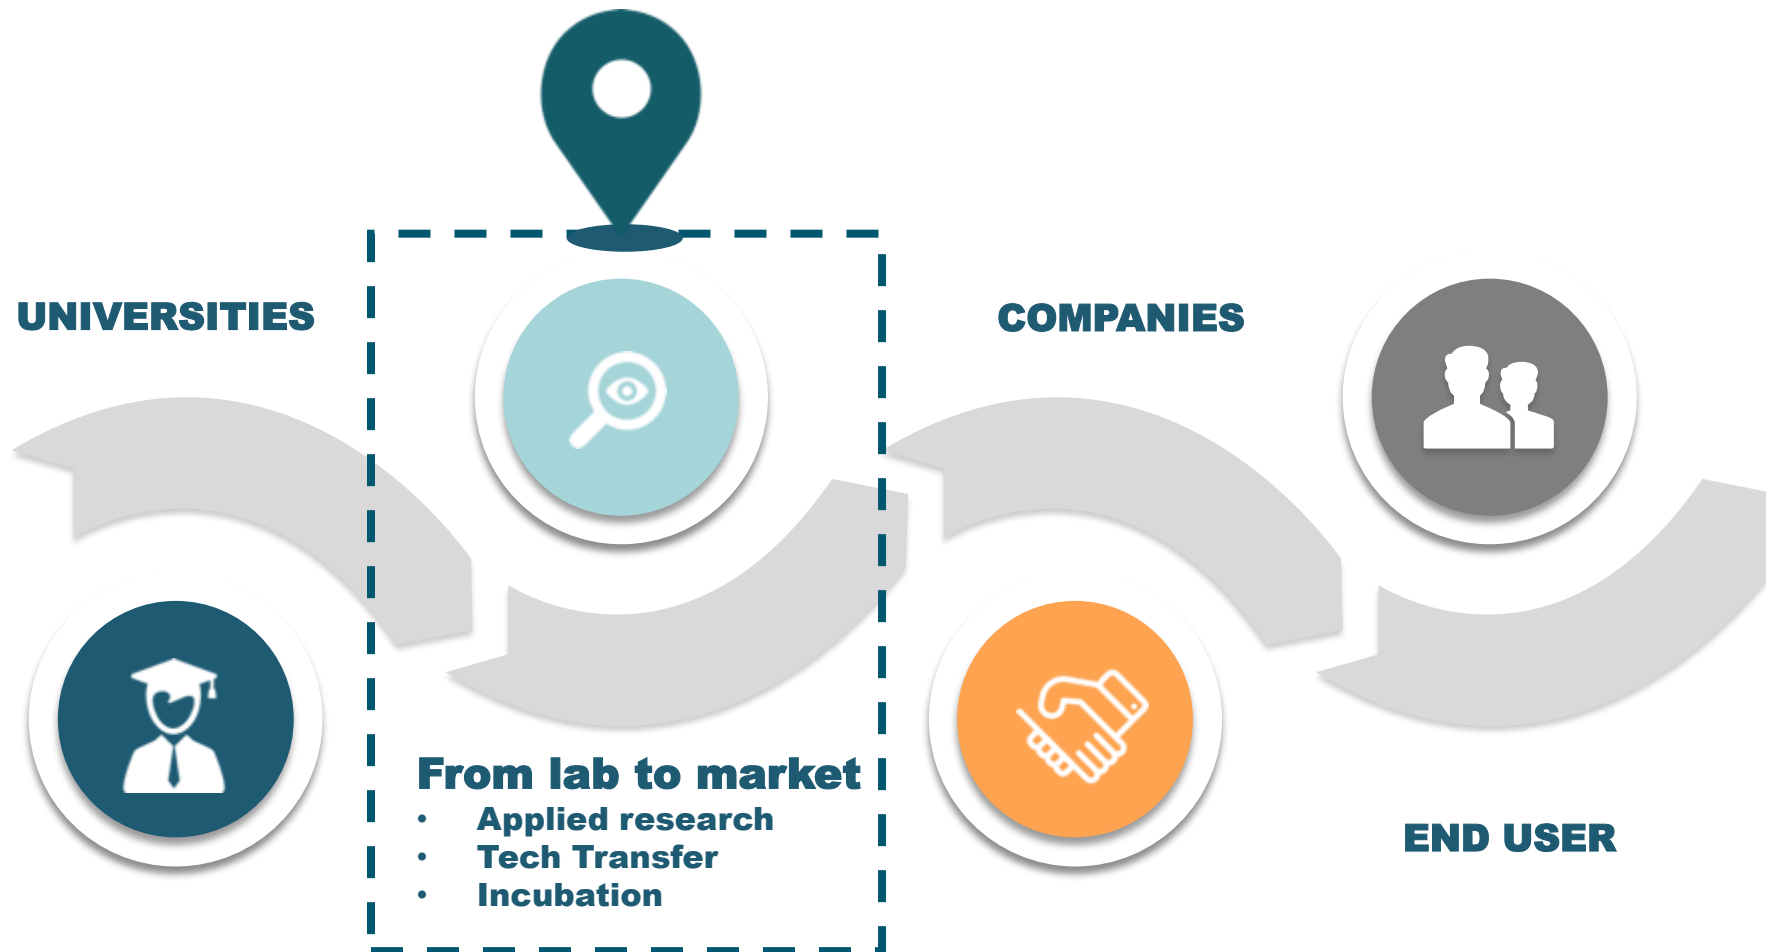 UNIVERSITIES
From lab to market
• Applied research
• Tech Transfer
• Incubation
COMPANIES
END USER